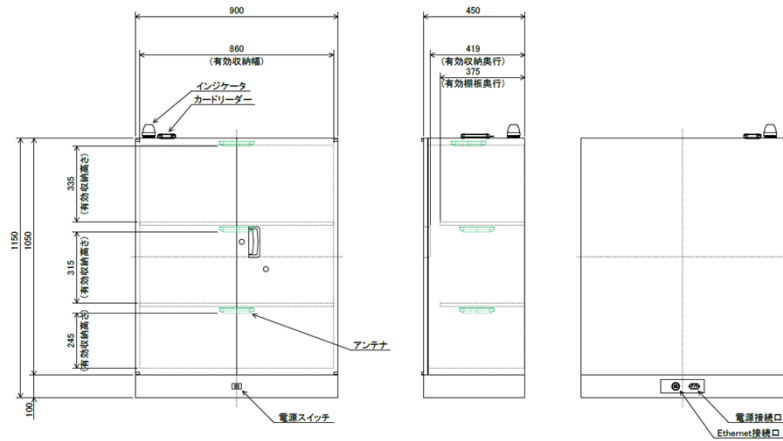 900
860
(有効収納幅)
インジケータ
カードリーダー
335
(有効収納高さ)
315
(有効収納高さ)
245
(有効収納高さ)
1150
1050
100
アンテナ
電源スイッチ
450
419
(有効収納奥行)
375
(有効棚板奥行)
電源接続口
Ethernet接続口